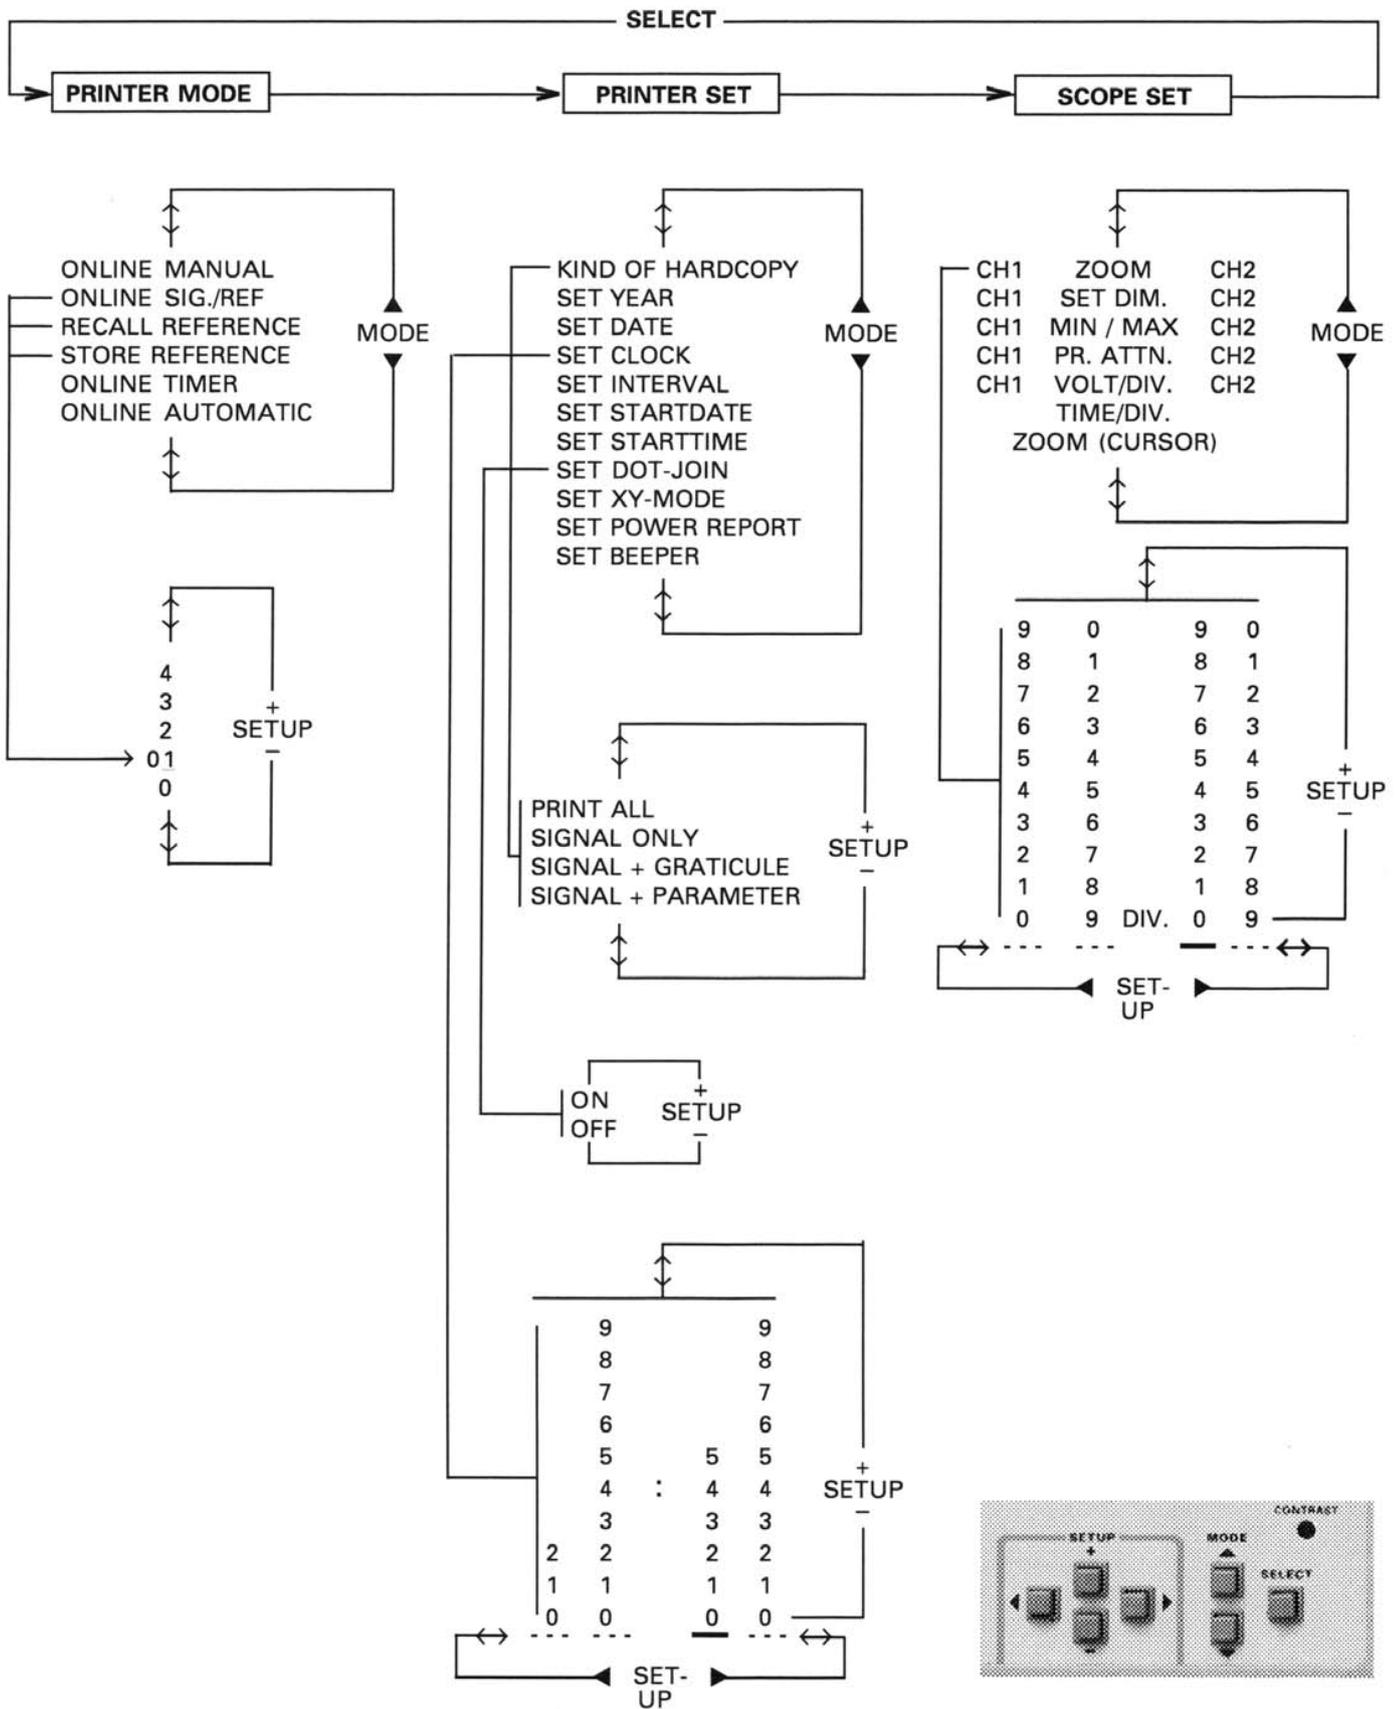 SELECT
PRINTER MODE
PRINTER SET
SCOPE SET
ONLINE MANUAL
ONLINE SIG./REF
RECALL REFERENCE
STORE REFERENCE
ONLINE TIMER
ONLINE AUTOMATIC
MODE
4
3
2
01
0
+
SETUP
–
KIND OF HARDCOPY
SET YEAR
SET DATE
SET CLOCK
SET INTERVAL
SET STARTDATE
SET STARTTIME
SET DOT-JOIN
SET XY-MODE
SET POWER REPORT
SET BEEPER
MODE
PRINT ALL
SIGNAL ONLY
SIGNAL + GRATICULE
SIGNAL + PARAMETER
+
SETUP
–
ON
OFF
+
SETUP
–
9 9
8 8
7 7
6 6
5 5 5
4 : 4 4
3 3 3
2 2 2 2
1 1 1 1
0 0 0 0
+
SETUP
–
SET-
UP
CH1 ZOOM CH2
CH1 SET DIM. CH2
CH1 MIN / MAX CH2
CH1 PR. ATTN. CH2
CH1 VOLT/DIV. CH2
TIME/DIV.
ZOOM (CURSOR)
MODE
9 0 9 0
8 1 8 1
7 2 7 2
6 3 6 3
5 4 5 4
4 5 4 5
3 6 3 6
2 7 2 7
1 8 1 8
0 9 DIV. 0 9
+
SETUP
–
SET-
UP
CONTRAST
SETUP
+
–
MODE
SELECT